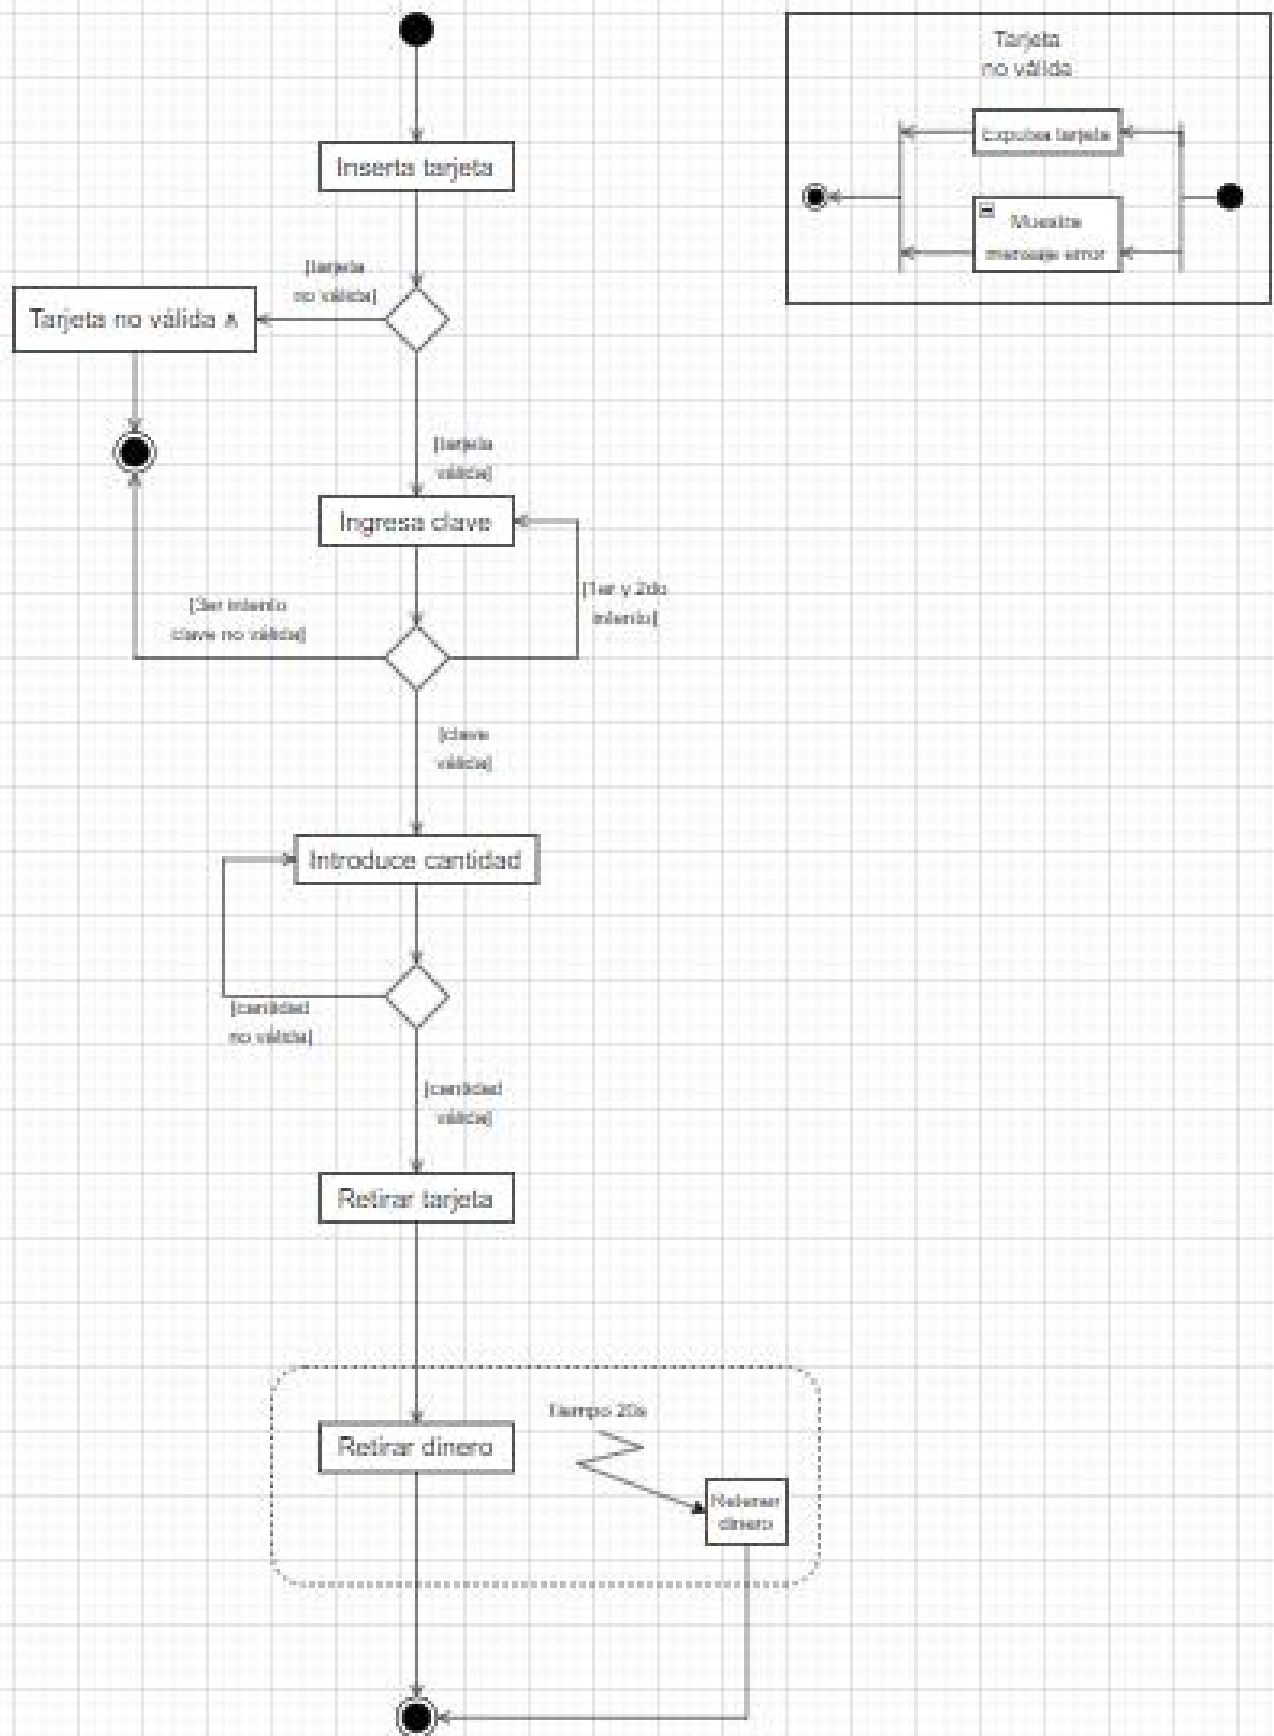 Tarjeta
no válida
Expulsa tarjeta
Muestra
mensaje error
Inserta tarjeta
[tarjeta
no válida]
Tarjeta no válida
[tarjeta
válida]
Ingresa clave
[1er y 2do
intento]
[3er intento
clave no válida]
[clave
válida]
Introduce cantidad
[cantidad
no válida]
[cantidad
válida]
Retirar tarjeta
Tiempo 20s
Retirar dinero
Retener
dinero